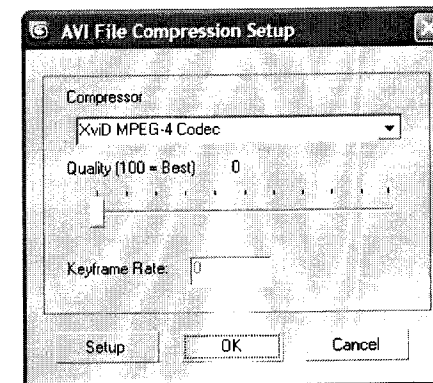 AVI File Compression Setup
Compressor
XviD MPEG-4 Codec
Quality (100 = Best) 0
Keyframe Rate: 0
Setup OK Cancel